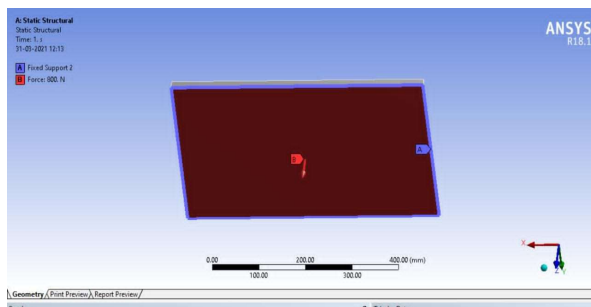 A: Static Structural
Static Structural
Time: 1. s
31-03-2021 12:13
A Fixed Support 2
B Force: 800, N
ANSYS
R18.1
B
A
0.00 200.00 400.00 (mm)
100.00 300.00
X
Z Y
Geometry Print Preview Report Preview